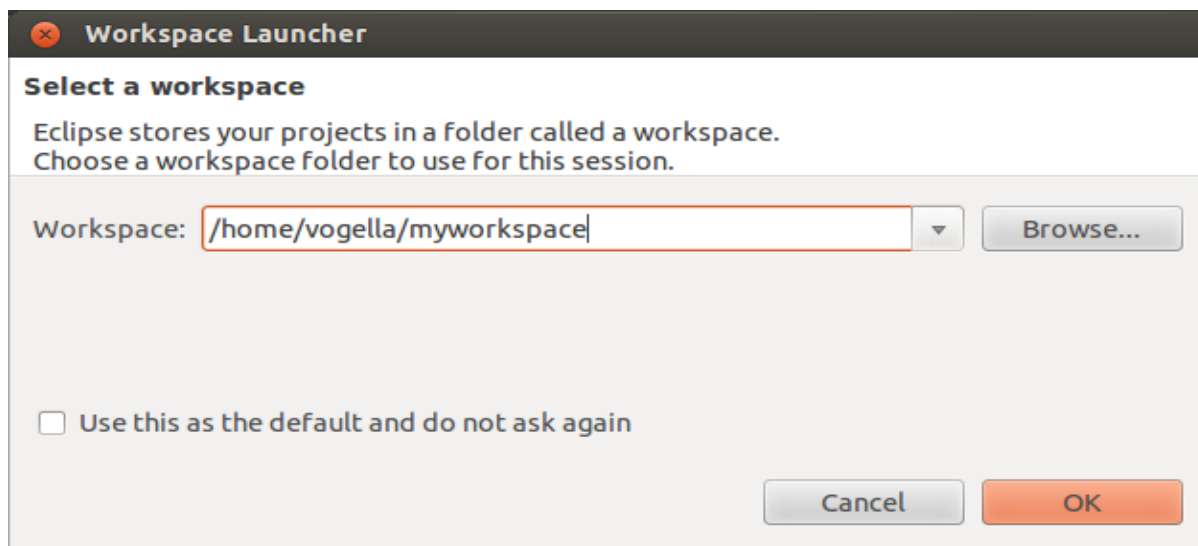 Workspace Launcher
Select a workspace
Eclipse stores your projects in a folder called a workspace.
Choose a workspace folder to use for this session.
Workspace: /home/vogella/myworkspace Browse...
Use this as the default and do not ask again
Cancel OK